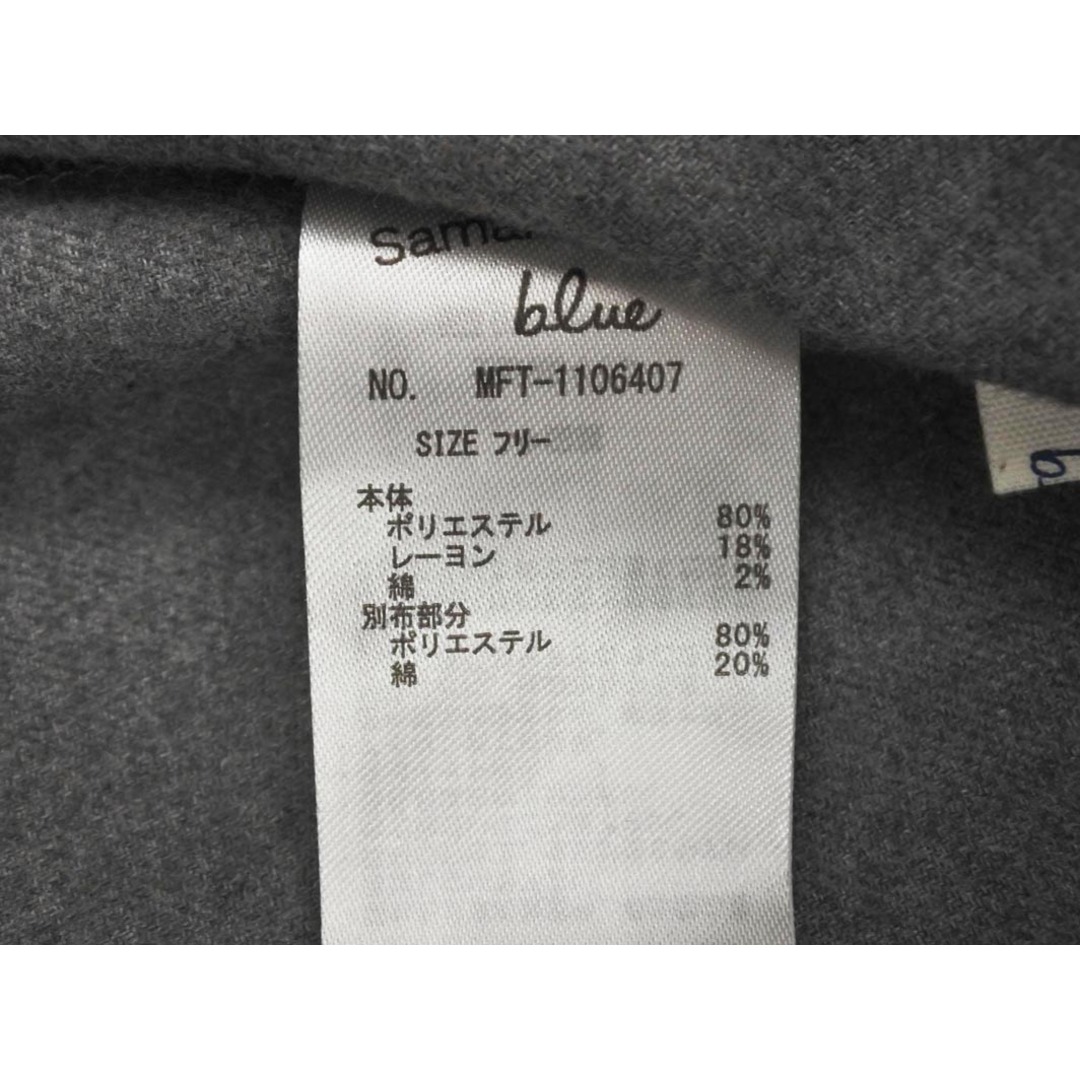 blue
NO. MFT-1106407
SIZE フリー
本体
ポリエステル 80%
レーヨン 18%
綿 2%
別布部分
ポリエステル 80%
綿 20%